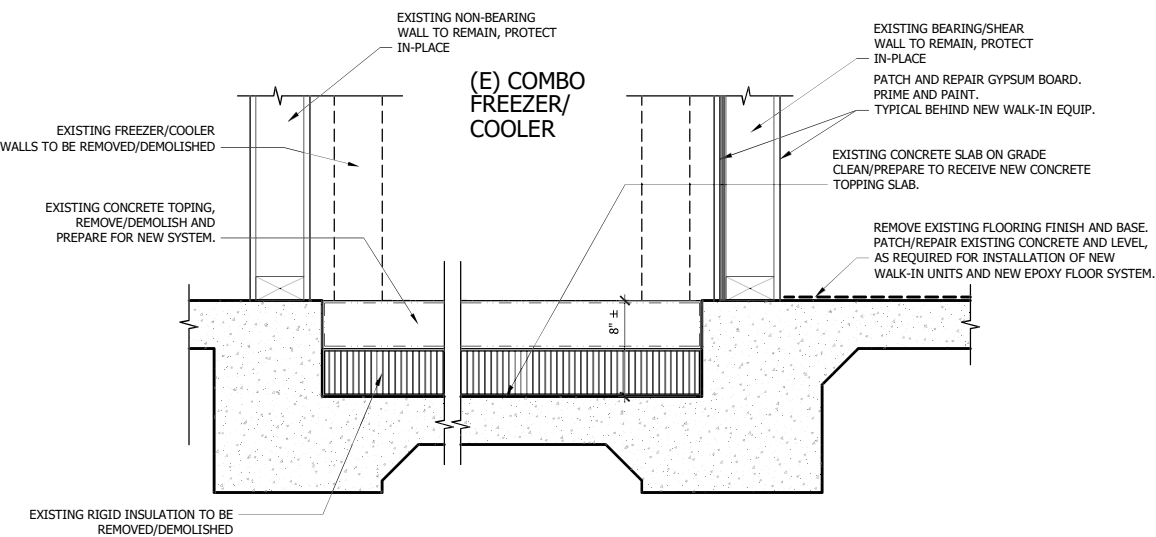 EXISTING NON-BEARING
WALL TO REMAIN, PROTECT
IN-PLACE
(E) COMBO
FREEZER/
COOLER
EXISTING BEARING/SHEAR
WALL TO REMAIN, PROTECT
IN-PLACE
PATCH AND REPAIR GYPSUM BOARD.
PRIME AND PAINT.
TYPICAL BEHIND NEW WALK-IN EQUIP.
EXISTING FREEZER/COOLER
WALLS TO BE REMOVED/DEMOLISHED
EXISTING CONCRETE SLAB ON GRADE
CLEAN/PREPARE TO RECEIVE NEW CONCRETE
TOPPING SLAB.
EXISTING CONCRETE TOPING,
REMOVE/DEMOLISH AND
PREPARE FOR NEW SYSTEM.
REMOVE EXISTING FLOORING FINISH AND BASE.
PATCH/REPAIR EXISTING CONCRETE AND LEVEL,
AS REQUIRED FOR INSTALLATION OF NEW
WALK-IN UNITS AND NEW EPOXY FLOOR SYSTEM.
8" ±
EXISTING RIGID INSULATION TO BE
REMOVED/DEMOLISHED